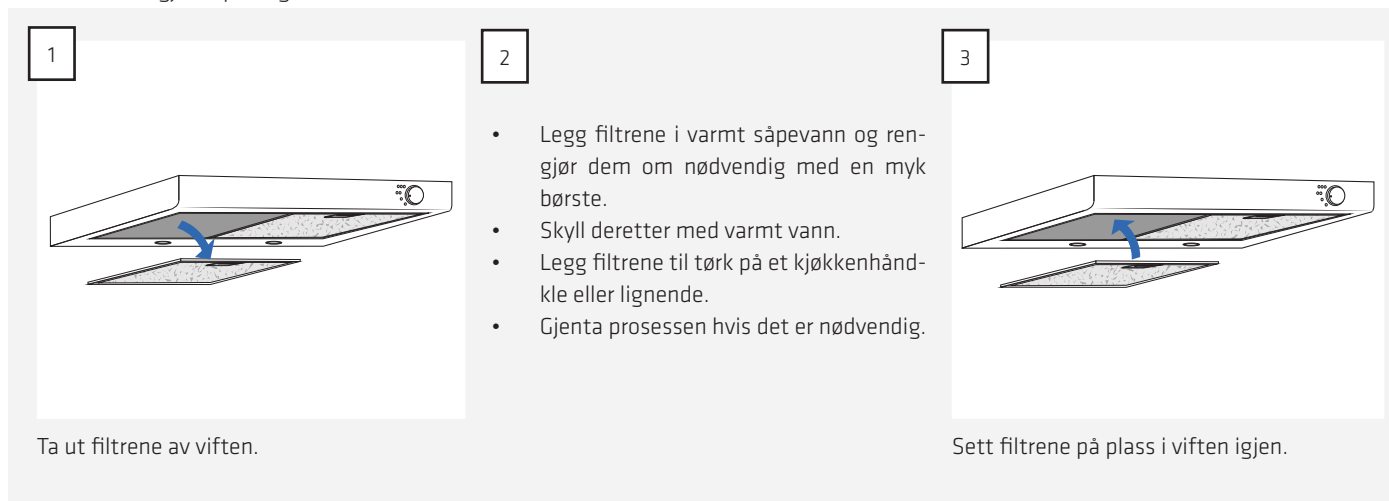 1
Ta ut filtrene av viften.
2
• Legg filtrene i varmt såpevann og ren-
gjør dem om nødvendig med en myk
børste.
• Skyll deretter med varmt vann.
• Legg filtrene til tørk på et kjøkkenhånd-
kle eller lignende.
• Gjenta prosessen hvis det er nødvendig.
3
Sett filtrene på plass i viften igjen.